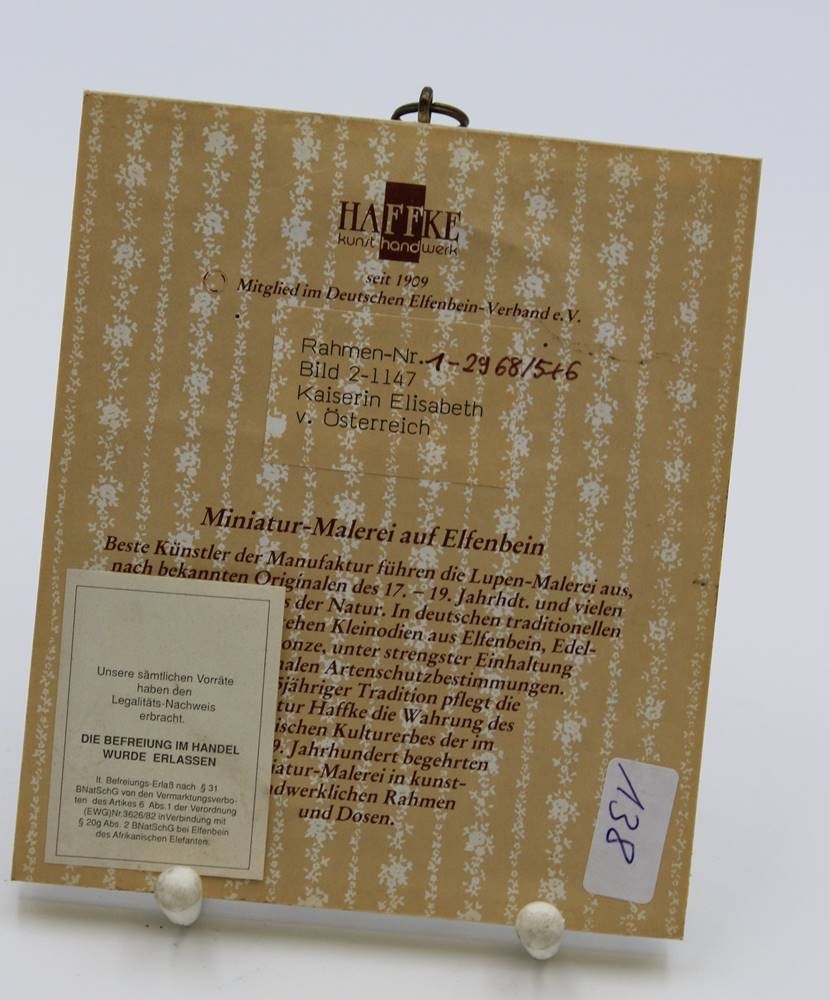 HAFFKE
kunsthandwerk
seit 1909
Mitglied im Deutschen Elfenbein-Verband e.V.
Rahmen-Nr. 1-2968/5+6
Bild 2-1147
Kaiserin Elisabeth
v. Österreich
Miniatur-Malerei auf Elfenbein
Beste Künstler der Manufaktur führen die Lupen-Malerei aus,
nach bekannten Originalen des 17. – 19. Jahrhdt. und vielen
s der Natur. In deutschen traditionellen
tehen Kleinodien aus Elfenbein, Edel-
onze, unter strengster Einhaltung
nalen Artenschutzbestimmungen.
5jähriger Tradition pflegt die
tur Haffke die Wahrung des
ischen Kulturerbes der im
9. Jahrhundert begehrten
iatur-Malerei in kunst-
dwerklichen Rahmen
und Dosen.
Unsere sämtlichen Vorräte
haben den
Legalitäts-Nachweis
erbracht.
DIE BEFREIUNG IM HANDEL
WURDE ERLASSEN
lt. Befreiungs-Erlaß nach § 31
BNatSchG von den Vermarktungsverbo-
ten des Artikes 6 Abs.1 der Verordnung
(EWG)Nr.3626/82 inVerbindung mit
§ 20g Abs. 2 BNatSchG bei Elfenbein
des Afrikanischen Elefanten.
138